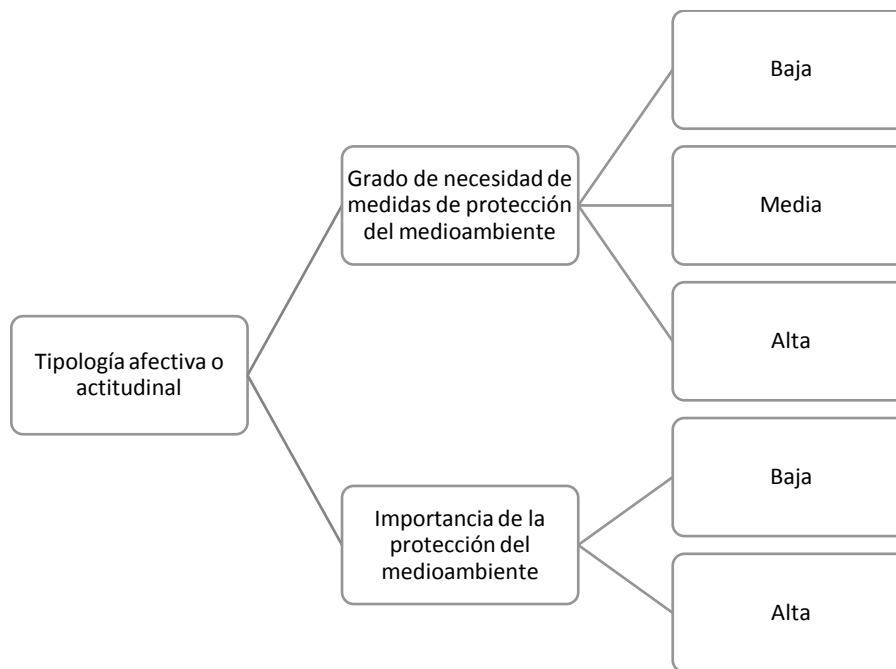 Tipología afectiva o
actitudinal
Grado de necesidad de
medidas de protección
del medioambiente
Baja
Media
Alta
Importancia de la
protección del
medioambiente
Baja
Alta